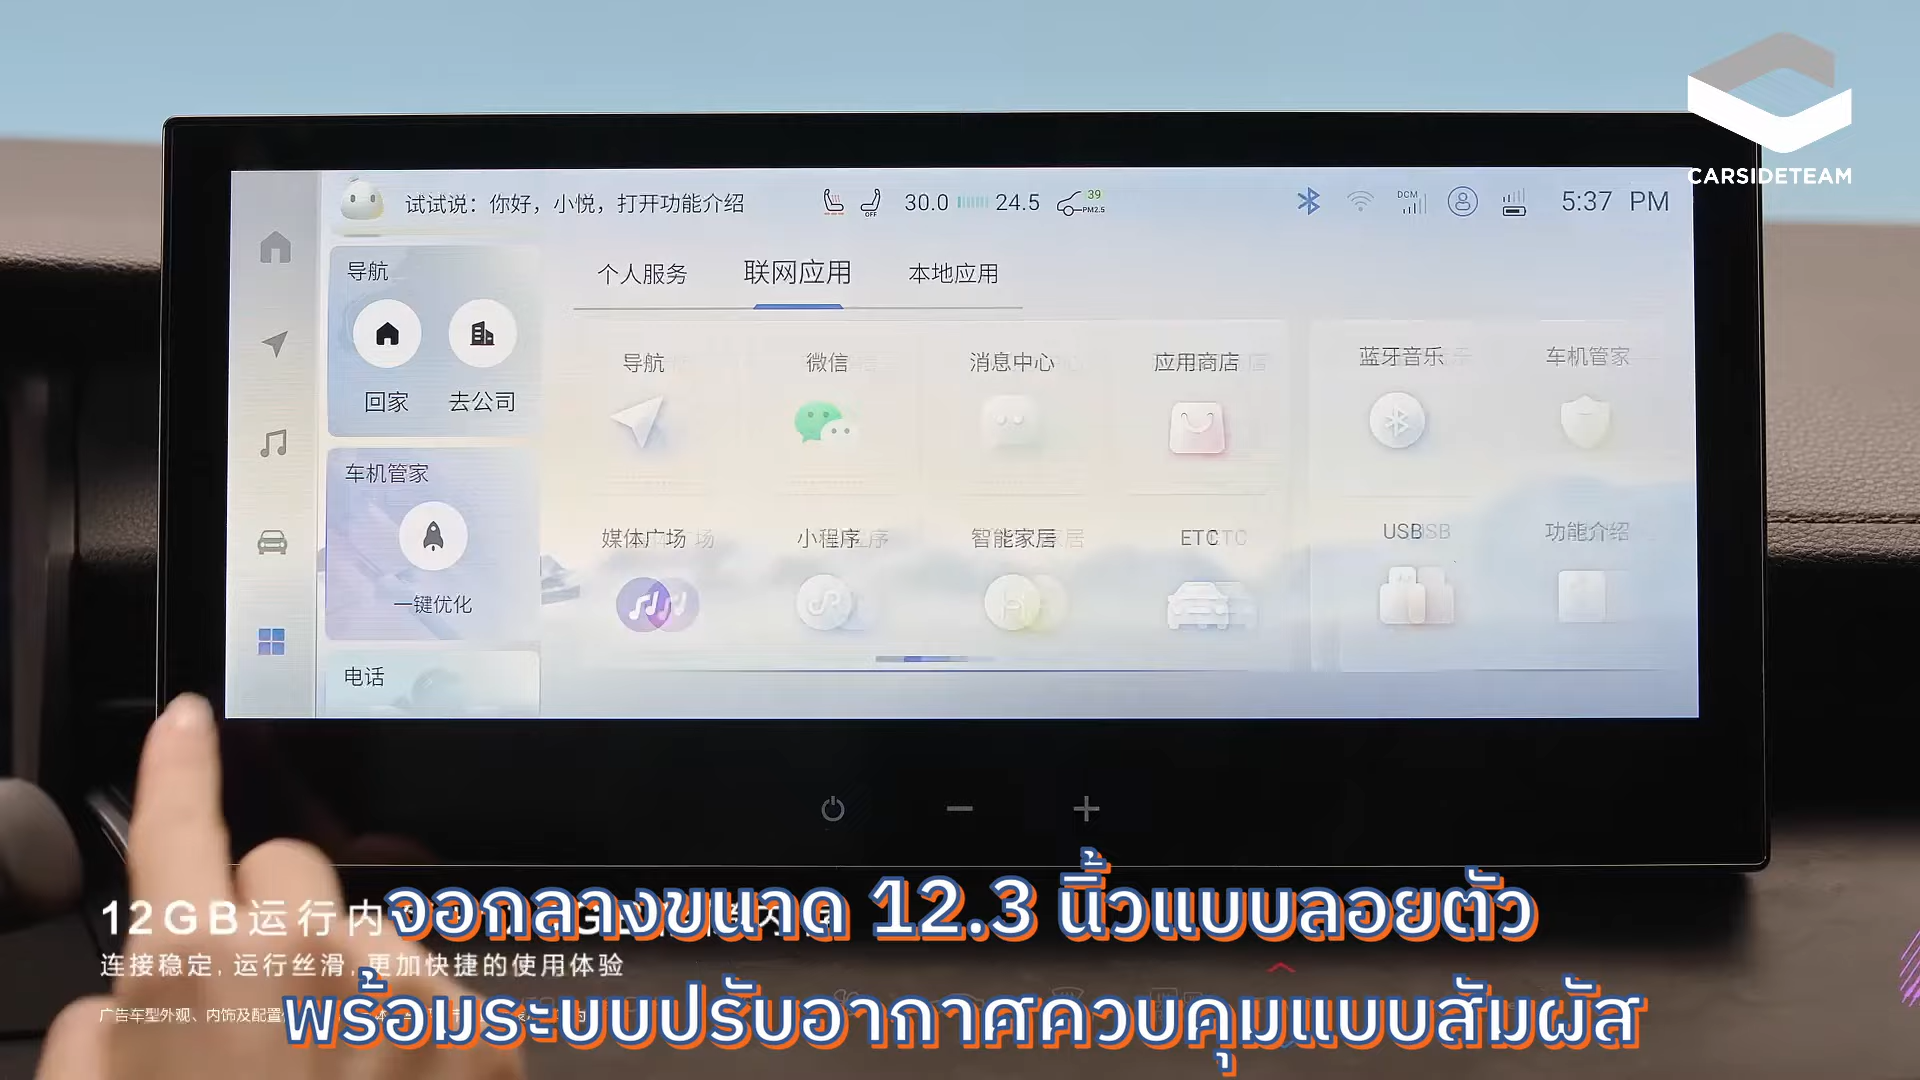 CARSIDETEAM
试试说：你好，小悦，打开功能介绍
30.0 24.5 39 PM2.5
OFF
DCM
5:37 PM
导航
回家 去公司
车机管家
一键优化
电话
个人服务 联网应用 本地应用
导航 微信 消息中心 应用商店 蓝牙音乐 车机管家
媒体广场 小程序 智能家居 ETC USB 功能介绍
12GB运行内
连接稳定, 运行丝滑, 更加快捷的使用体验
广告车型外观、内饰及配置
จอกลางขนาด 12.3 นิ้วแบบลอยตัว
พร้อมระบบปรับอากาศควบคุมแบบสัมผัส